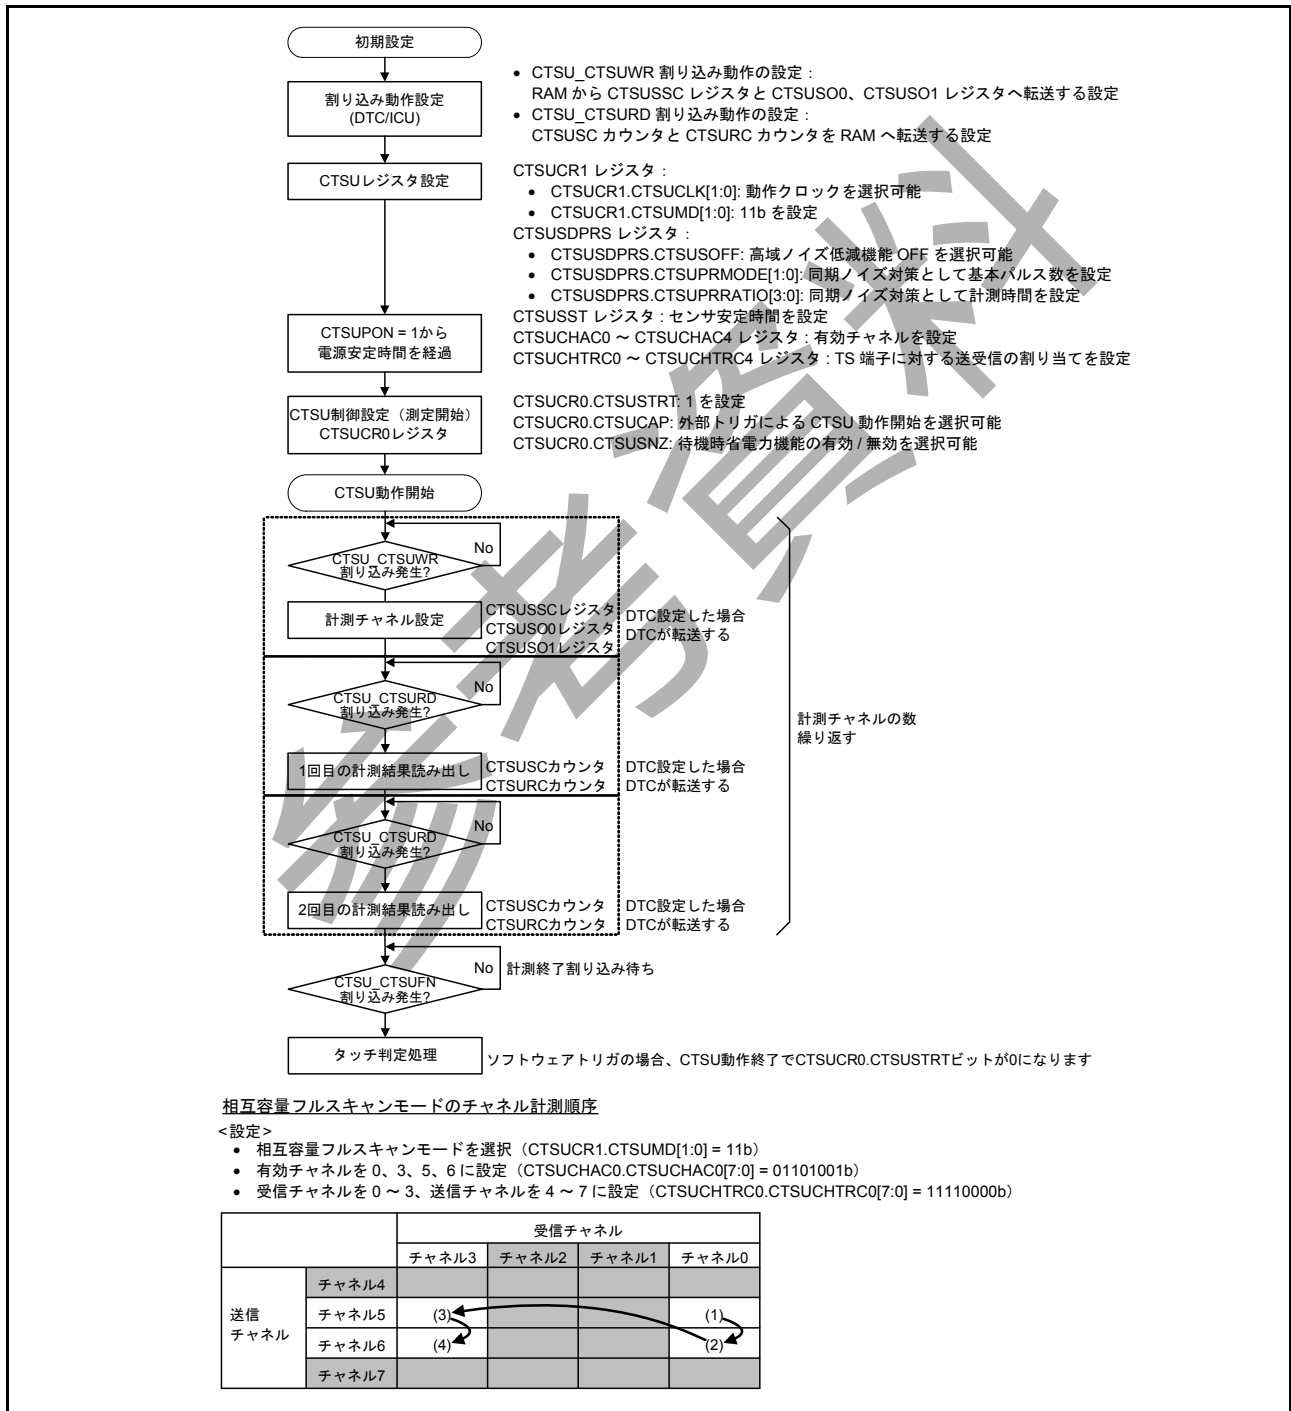 初期設定
割り込み動作設定
(DTC/ICU)
• CTSU_CTSUWR 割り込み動作の設定 :
RAM から CTSUSSC レジスタと CTSUSO0、CTSUSO1 レジスタへ転送する設定
• CTSU_CTSURD 割り込み動作の設定 :
CTSUSC カウンタと CTSURC カウンタを RAM へ転送する設定
CTSUレジスタ設定
CTSUCR1 レジスタ :
• CTSUCR1.CTSUCLK[1:0]: 動作クロックを選択可能
• CTSUCR1.CTSUMD[1:0]: 11b を設定
CTSUSDPRS レジスタ :
• CTSUSDPRS.CTSUSOFF: 高域ノイズ低減機能 OFF を選択可能
• CTSUSDPRS.CTSUPRMODE[1:0]: 同期ノイズ対策として基本パルス数を設定
• CTSUSDPRS.CTSUPRRATIO[3:0]: 同期ノイズ対策として計測時間を設定
CTSUSST レジスタ : センサ安定時間を設定
CTSUCHAC0 ～ CTSUCHAC4 レジスタ : 有効チャネルを設定
CTSUCHTRC0 ～ CTSUCHTRC4 レジスタ : TS 端子に対する送受信の割り当てを設定
CTSUPON = 1から
電源安定時間を経過
CTSU制御設定（測定開始）
CTSUCR0レジスタ
CTSUCR0.CTSUSTRT: 1 を設定
CTSUCR0.CTSUCAP: 外部トリガによる CTSU 動作開始を選択可能
CTSUCR0.CTSUSNZ: 待機時省電力機能の有効 / 無効を選択可能
CTSU動作開始
CTSU_CTSUWR
割り込み発生?
No
計測チャネル設定
CTSUSSCレジスタ
CTSUSO0レジスタ
CTSUSO1レジスタ
DTC設定した場合
DTCが転送する
CTSU_CTSURD
割り込み発生?
No
1回目の計測結果読み出し
CTSUSCカウンタ
CTSURCカウンタ
DTC設定した場合
DTCが転送する
計測チャネルの数
繰り返す
CTSU_CTSURD
割り込み発生?
No
2回目の計測結果読み出し
CTSUSCカウンタ
CTSURCカウンタ
DTC設定した場合
DTCが転送する
CTSU_CTSUFN
割り込み発生?
No
計測終了割り込み待ち
タッチ判定処理
ソフトウェアトリガの場合、CTSU動作終了でCTSUCR0.CTSUSTRTビットが0になります
参考資料
相互容量フルスキャンモードのチャネル計測順序
<設定>
• 相互容量フルスキャンモードを選択（CTSUCR1.CTSUMD[1:0] = 11b）
• 有効チャネルを 0、3、5、6 に設定（CTSUCHAC0.CTSUCHAC0[7:0] = 01101001b）
• 受信チャネルを 0 ～ 3、送信チャネルを 4 ～ 7 に設定（CTSUCHTRC0.CTSUCHTRC0[7:0] = 11110000b）
受信チャネル
チャネル3 チャネル2 チャネル1 チャネル0
送信
チャネル
チャネル4
チャネル5 (3) (1)
チャネル6 (4) (2)
チャネル7